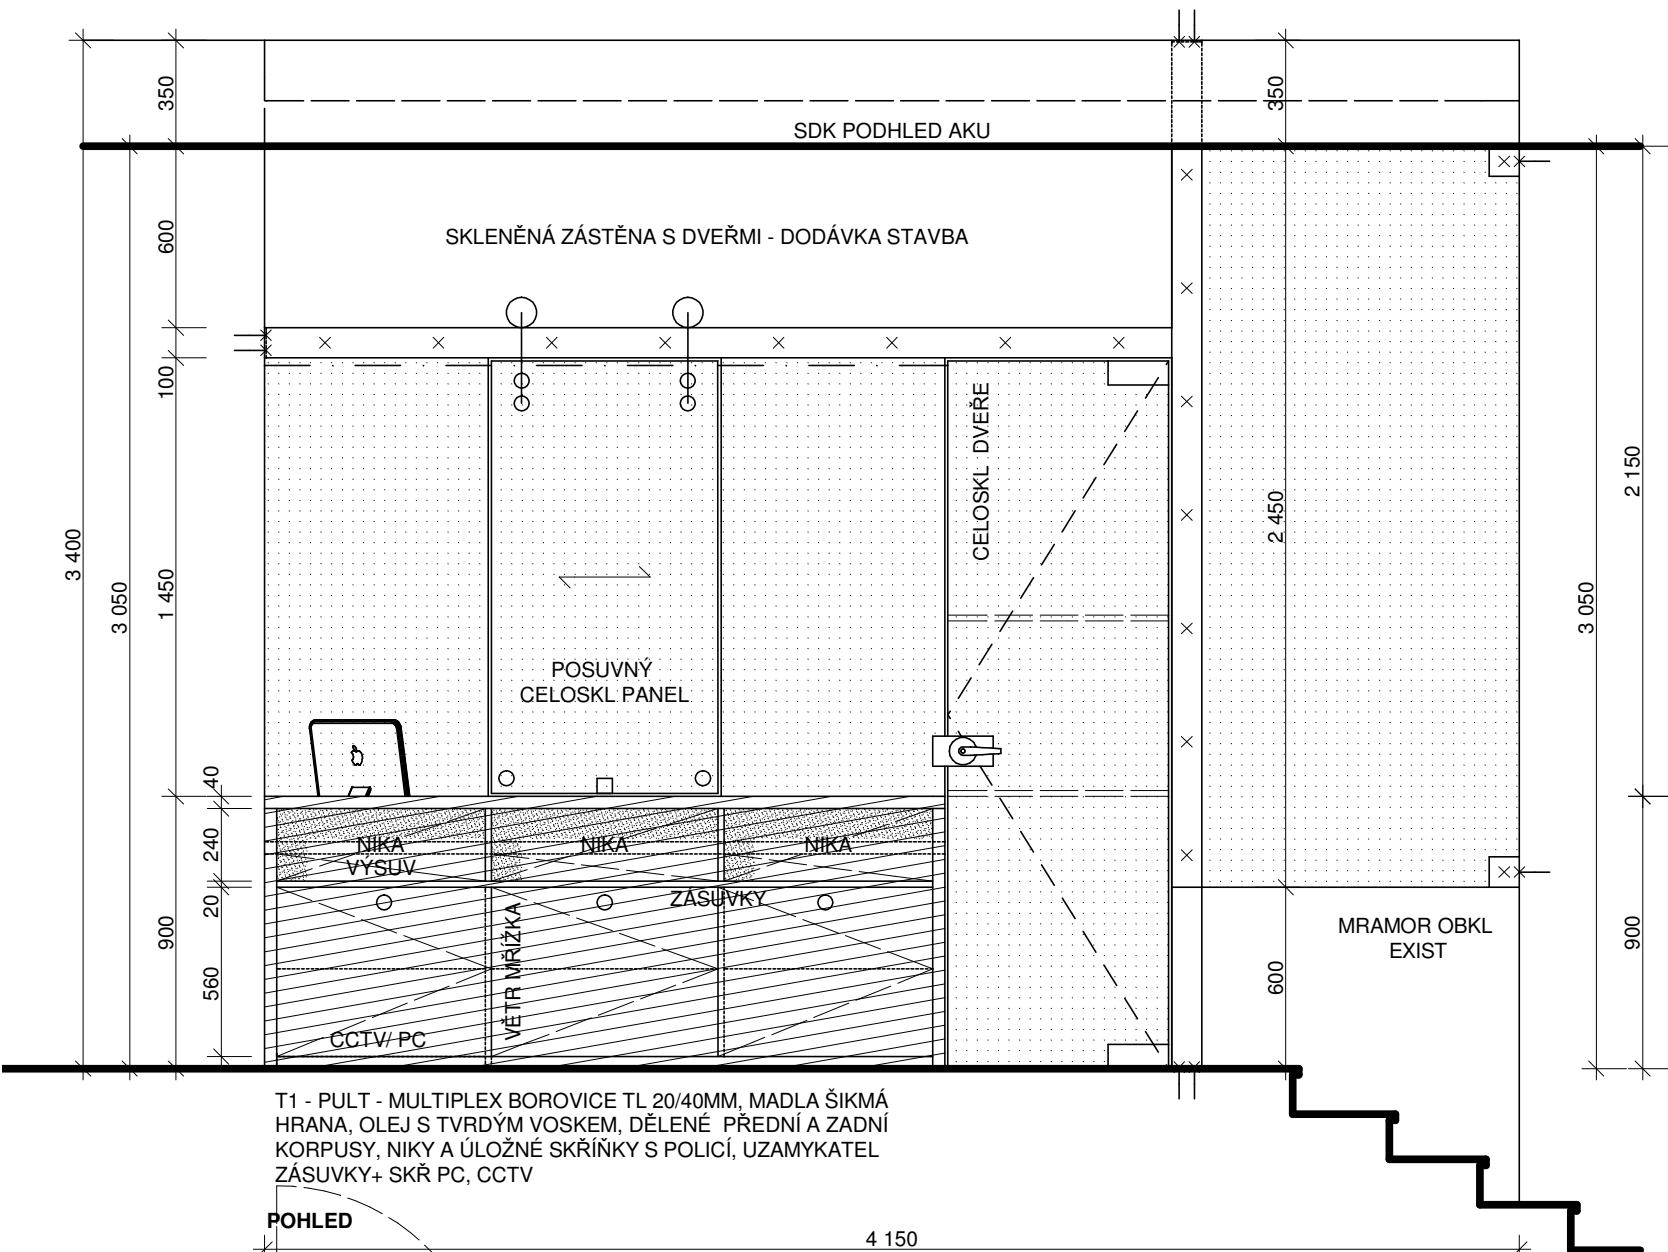 350
350
SDK PODHLED AKU
600
SKLENĚNÁ ZÁSTĚNA S DVEŘMI - DODÁVKA STAVBA
100
CELOSKL DVEŘE
2 150
2 450
3 400
3 050
1 450
3 050
POSUVNÝ
CELOSKL PANEL
40
240
NIKA
VÝSUV
NIKA
NIKA
20
ZÁSUVKY
900
VĚTR MŘÍŽKA
MRAMOR OBKL
EXIST
900
560
600
CCTV/ PC
T1 - PULT - MULTIPLEX BOROVICE TL 20/40MM, MADLA ŠIKMÁ
HRANA, OLEJ S TVRDÝM VOSKEM, DĚLENÉ PŘEDNÍ A ZADNÍ
KORPUSY, NIKY A ÚLOŽNÉ SKŘÍŇKY S POLICÍ, UZAMYKATEL
ZÁSUVKY+ SKŘ PC, CCTV
POHLED
4 150